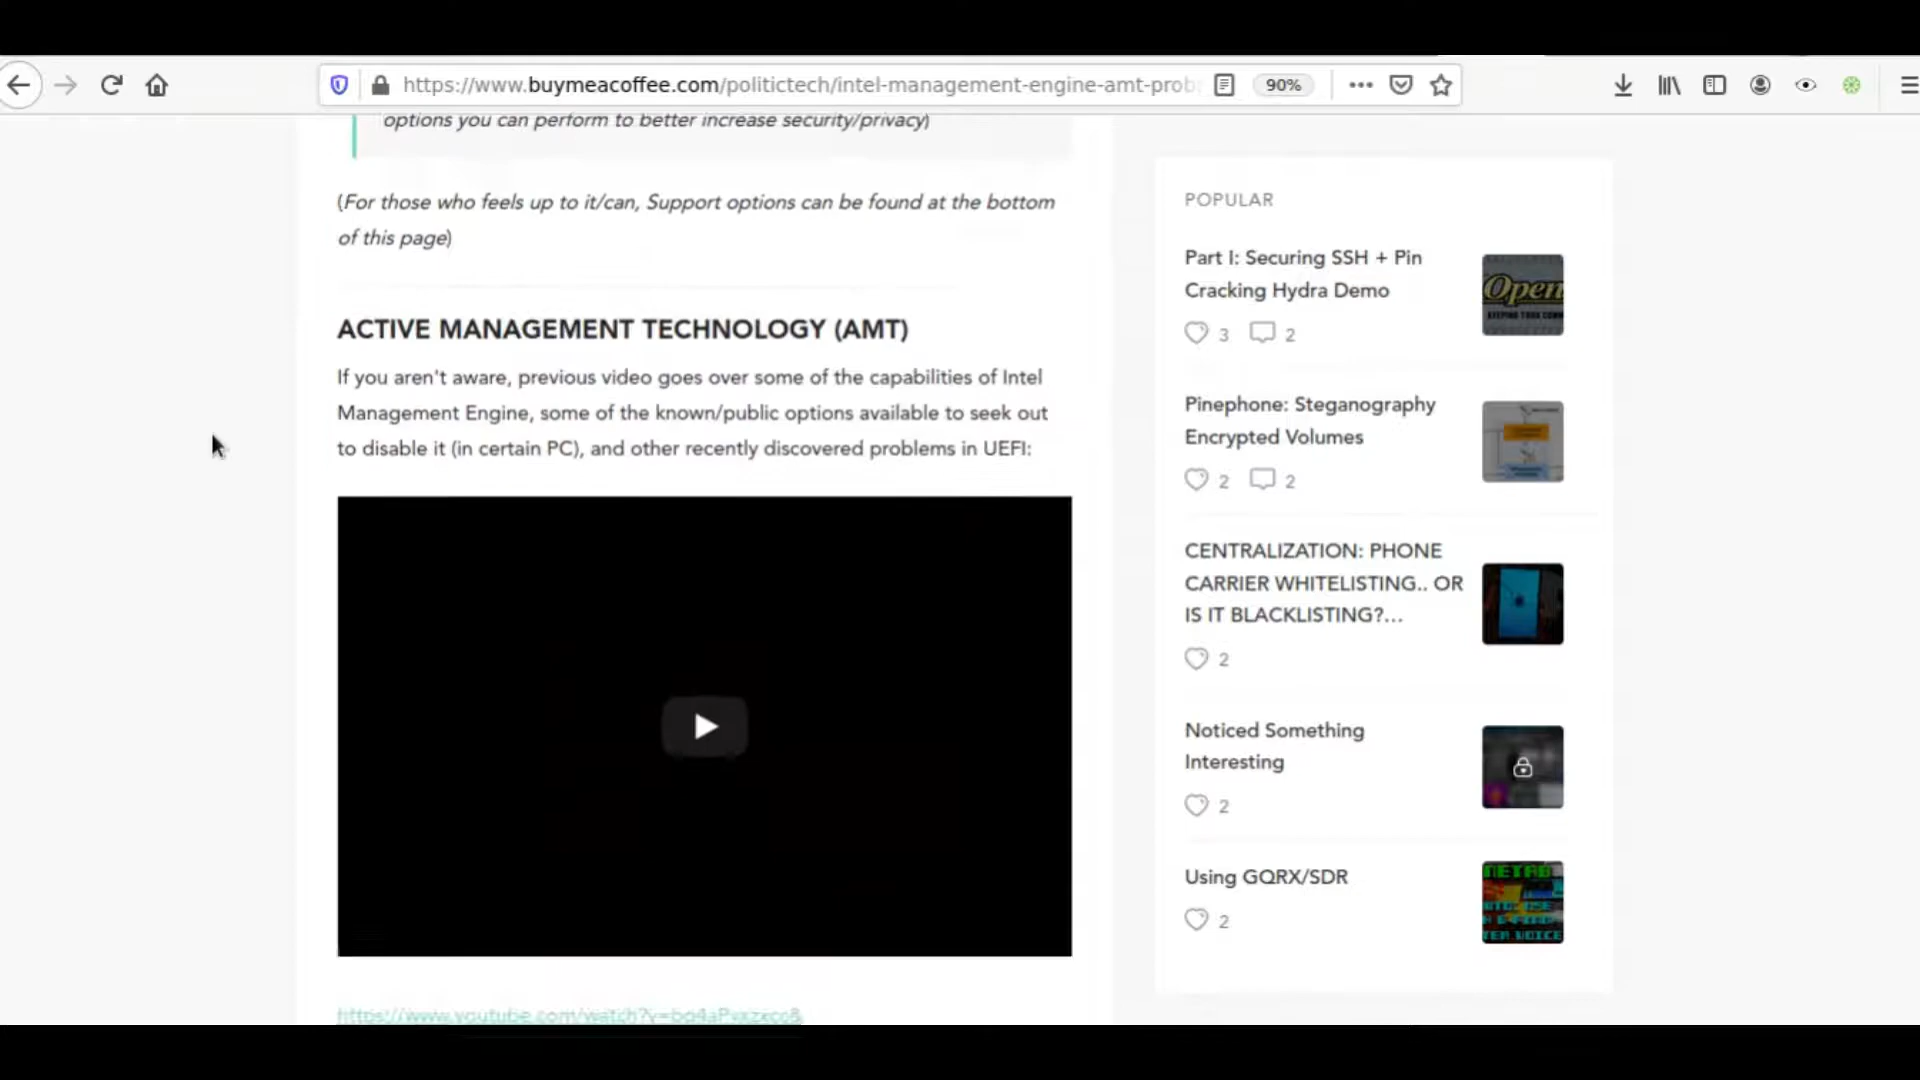 https://www.buymeacoffee.com/politictech/intel-management-engine-amt-prob
90%
options you can perform to better increase security/privacy)
(For those who feels up to it/can, Support options can be found at the bottom
of this page)
ACTIVE MANAGEMENT TECHNOLOGY (AMT)
If you aren't aware, previous video goes over some of the capabilities of Intel
Management Engine, some of the known/public options available to seek out
to disable it (in certain PC), and other recently discovered problems in UEFI:
https://www.youtube.com/watch?v=
POPULAR
Part I: Securing SSH + Pin
Cracking Hydra Demo
3 2
Open
Pinephone: Steganography
Encrypted Volumes
2 2
CENTRALIZATION: PHONE
CARRIER WHITELISTING.. OR
IS IT BLACKLISTING?...
2
Noticed Something
Interesting
2
Using GQRX/SDR
2